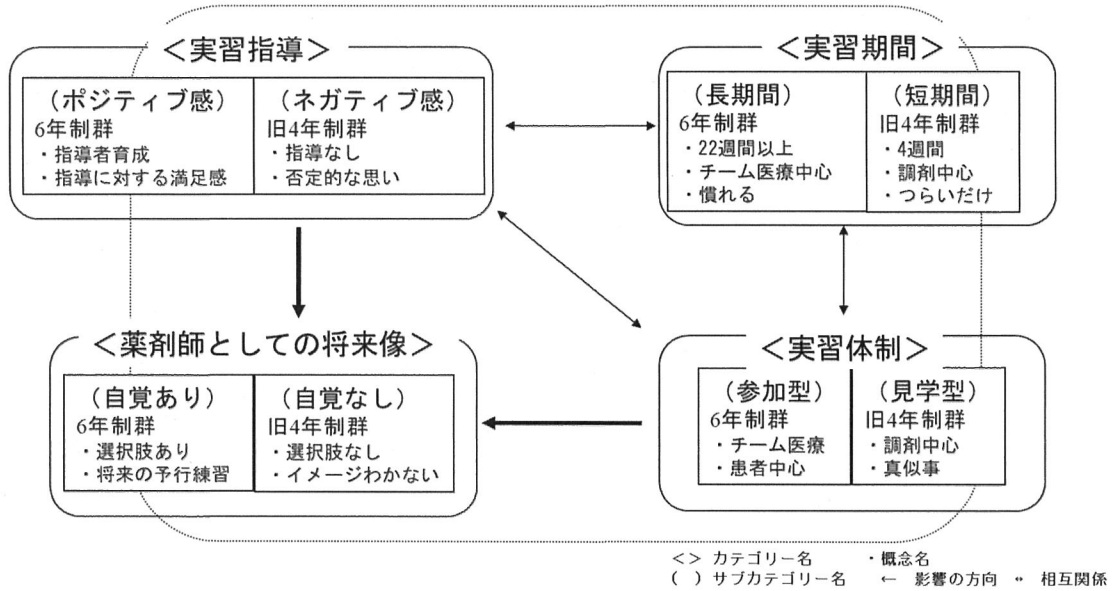 ＜実習指導＞
（ポジティブ感）
6年制群
・指導者育成
・指導に対する満足感
（ネガティブ感）
旧4年制群
・指導なし
・否定的な思い
＜実習期間＞
（長期間）
6年制群
・22週間以上
・チーム医療中心
・慣れる
（短期間）
旧4年制群
・4週間
・調剤中心
・つらいだけ
＜薬剤師としての将来像＞
（自覚あり）
6年制群
・選択肢あり
・将来の予行練習
（自覚なし）
旧4年制群
・選択肢なし
・イメージわかない
＜実習体制＞
（参加型）
6年制群
・チーム医療
・患者中心
（見学型）
旧4年制群
・調剤中心
・真似事
＜＞ カテゴリー名 ・概念名
（ ） サブカテゴリー名 ← 影響の方向 ↔ 相互関係